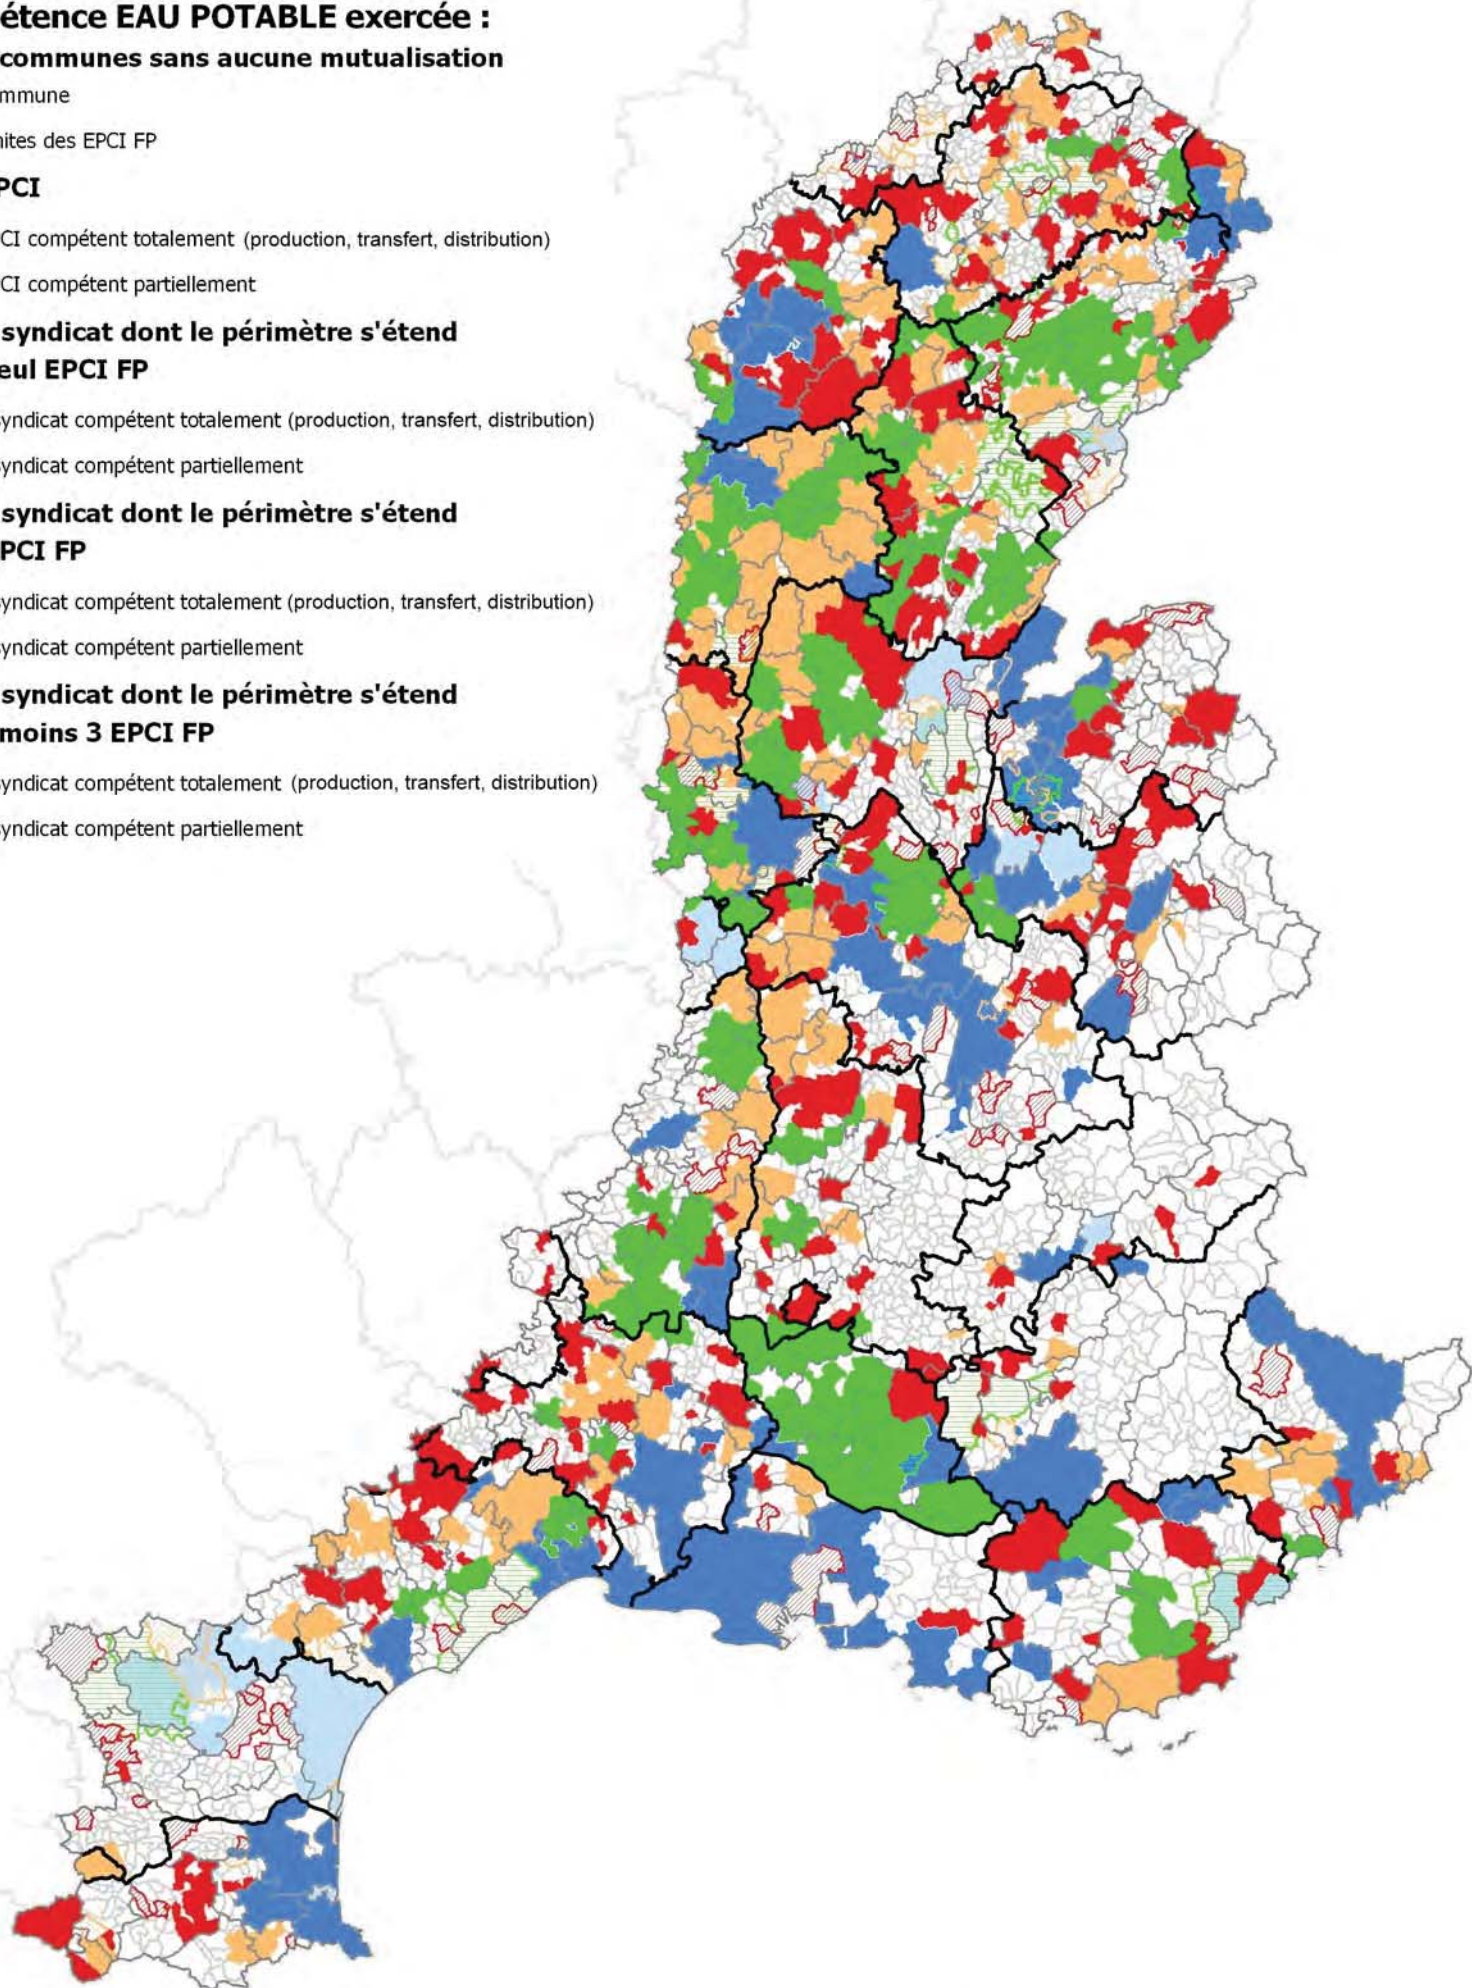 étence EAU POTABLE exercée :
communes sans aucune mutualisation
mmune
ites des EPCI FP
PCI
CI compétent totalement (production, transfert, distribution)
CI compétent partiellement
syndicat dont le périmètre s'étend
eul EPCI FP
yndicat compétent totalement (production, transfert, distribution)
yndicat compétent partiellement
syndicat dont le périmètre s'étend
PCI FP
yndicat compétent totalement (production, transfert, distribution)
yndicat compétent partiellement
syndicat dont le périmètre s'étend
moins 3 EPCI FP
yndicat compétent totalement (production, transfert, distribution)
yndicat compétent partiellement